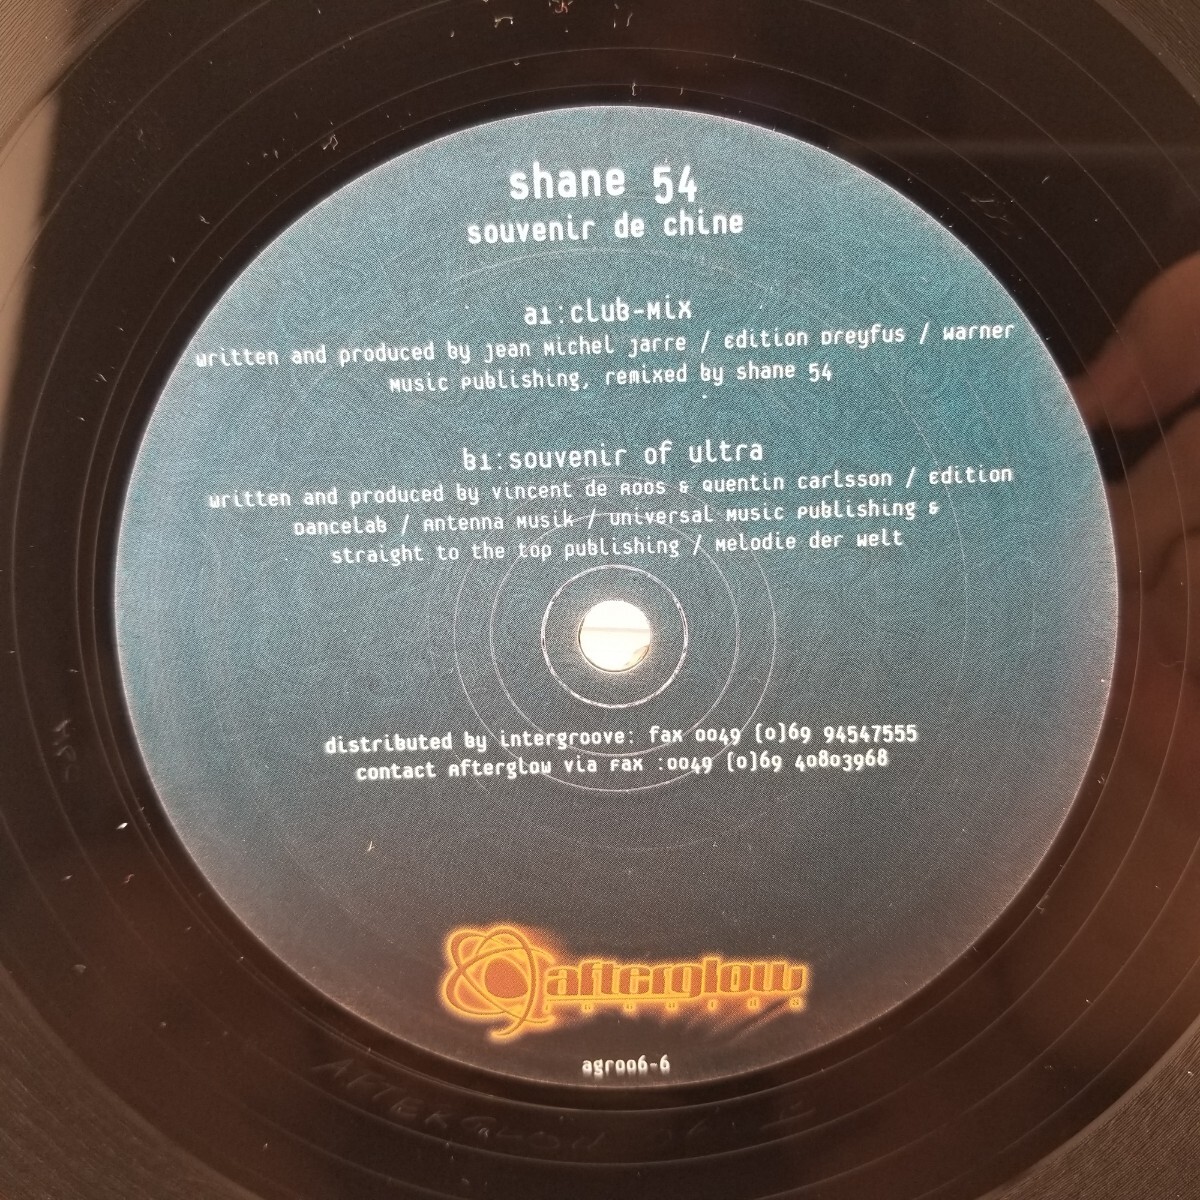 shane 54
souvenir de chine
a1:club-mix
written and produced by jean michel jarre / edition dreyfus / warner
music publishing, remixed by shane 54
b1:souvenir of ultra
written and produced by vincent de roos & quentin carlsson / edition
dancelab / antenna musik / universal music publishing &
straight to the top publishing / melodie der welt
distributed by intergroove: fax 0049 (0)69 94547555
contact afterglow via fax :0049 (0)69 40803968
afterglow
records
agr006-6
AFTERGLOW